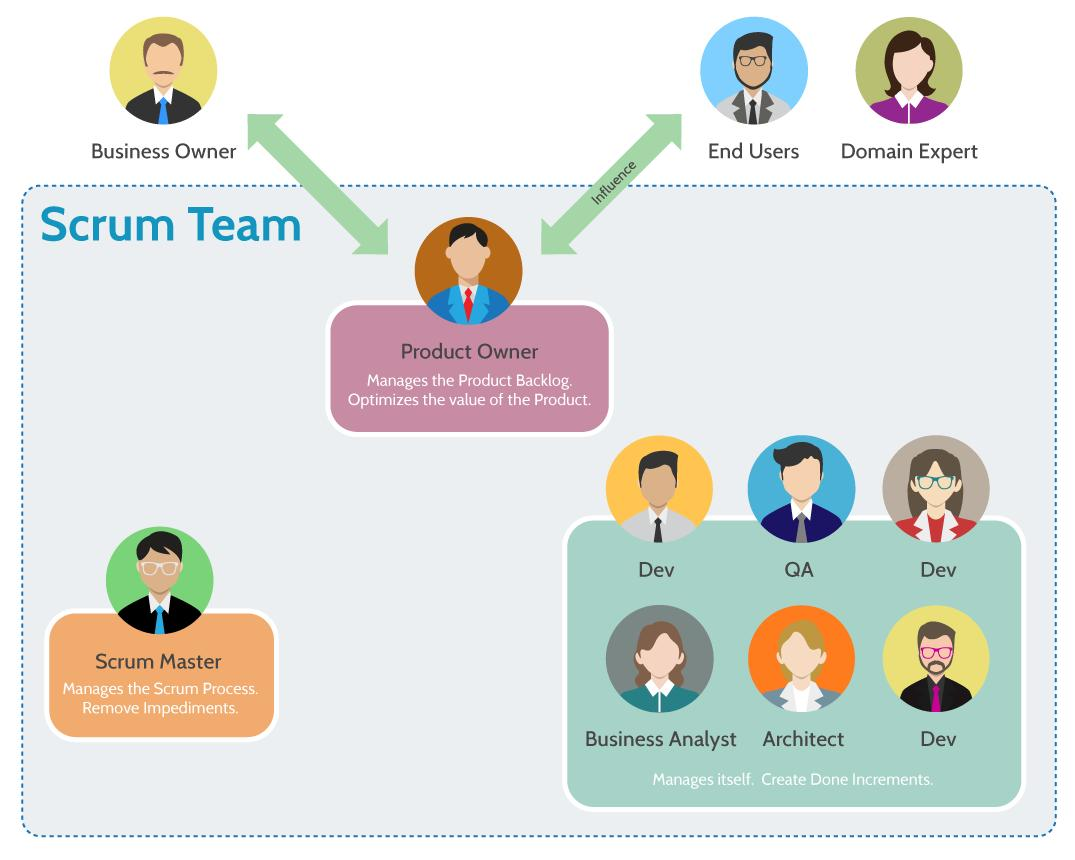 Business Owner
End Users
Domain Expert
Influence
Scrum Team
Product Owner
Manages the Product Backlog.
Optimizes the value of the Product.
Dev
QA
Dev
Scrum Master
Manages the Scrum Process.
Remove Impediments.
Business Analyst
Architect
Dev
Manages itself. Create Done Increments.